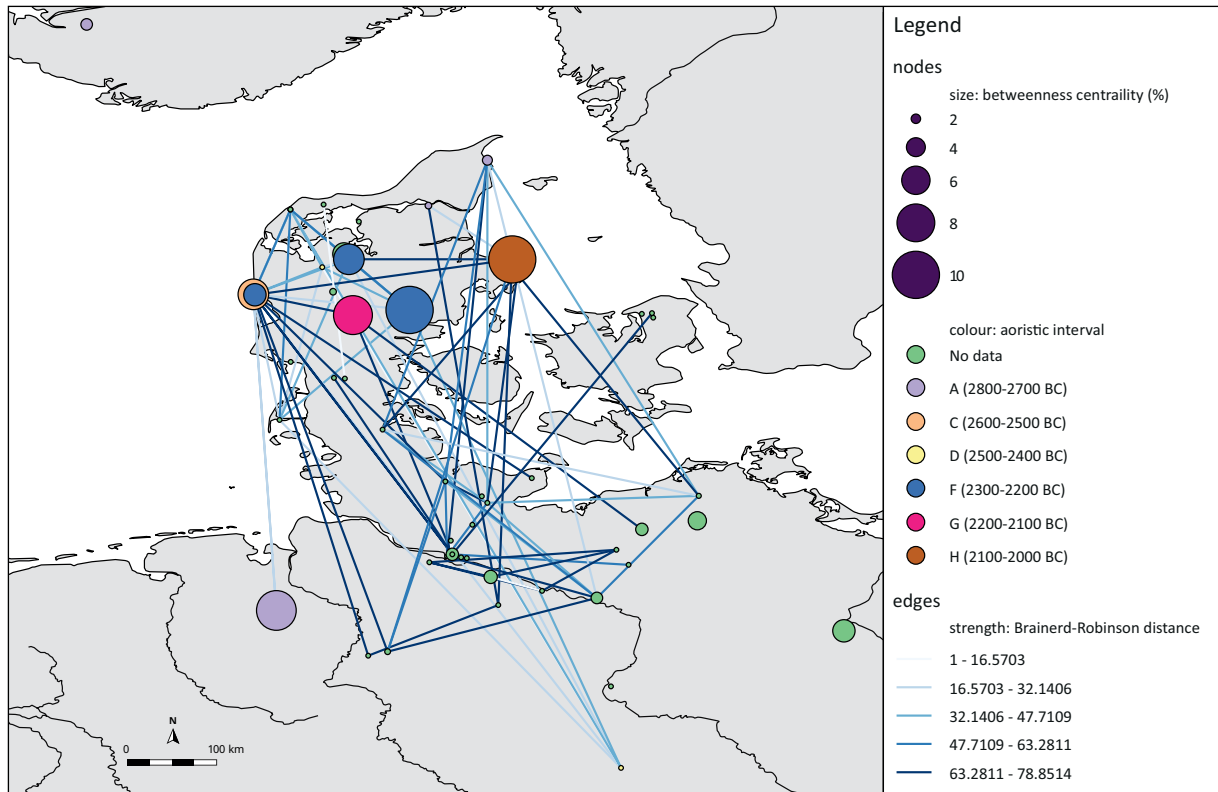 Legend
nodes
size: betweenness centraility (%)
2
4
6
8
10
colour: aoristic interval
No data
A (2800-2700 BC)
C (2600-2500 BC)
D (2500-2400 BC)
F (2300-2200 BC)
G (2200-2100 BC)
H (2100-2000 BC)
edges
strength: Brainerd-Robinson distance
1 - 16.5703
16.5703 - 32.1406
32.1406 - 47.7109
47.7109 - 63.2811
63.2811 - 78.8514
N
0 100 km